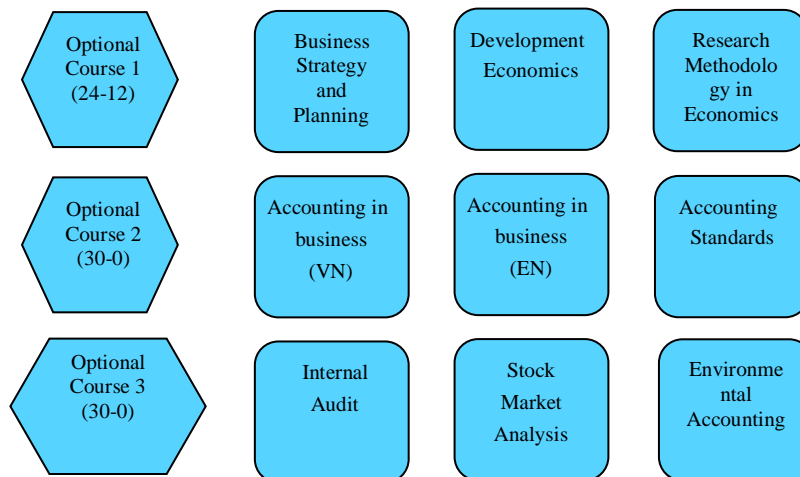 Optional
Course 1
(24-12)
Business
Strategy
and
Planning
Development
Economics
Research
Methodolo
gy in
Economics
Optional
Course 2
(30-0)
Accounting in
business
(VN)
Accounting in
business
(EN)
Accounting
Standards
Optional
Course 3
(30-0)
Internal
Audit
Stock
Market
Analysis
Environme
ntal
Accounting